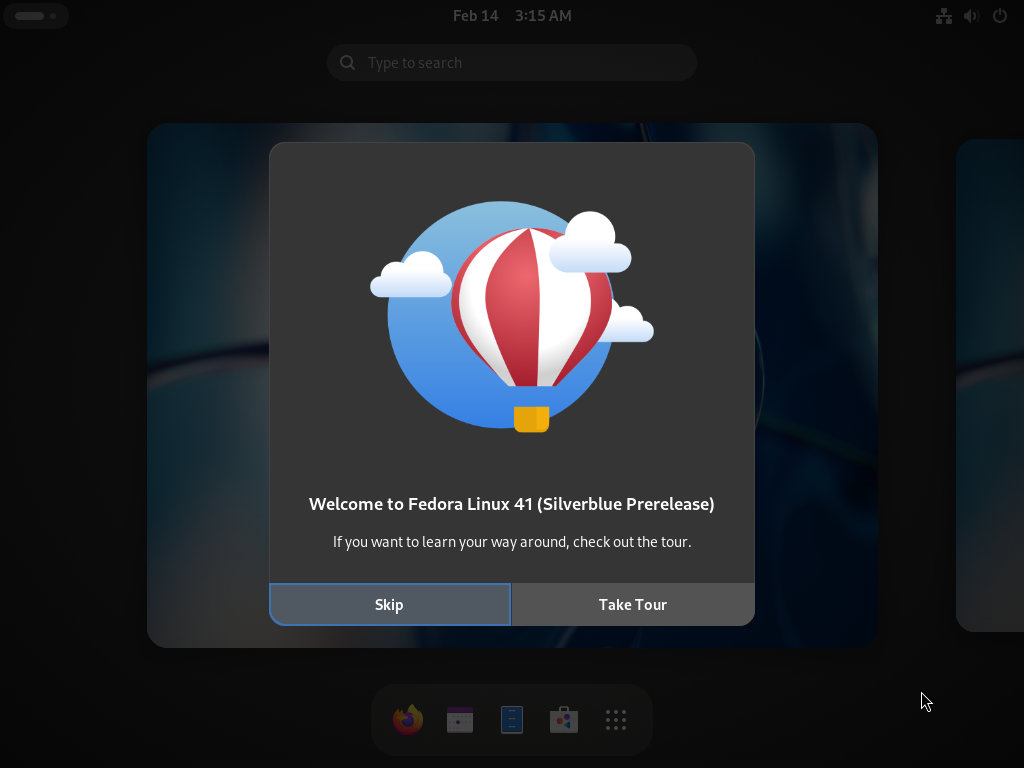 Feb 14 3:15 AM
Type to search
Welcome to Fedora Linux 41 (Silverblue Prerelease)
If you want to learn your way around, check out the tour.
Skip Take Tour